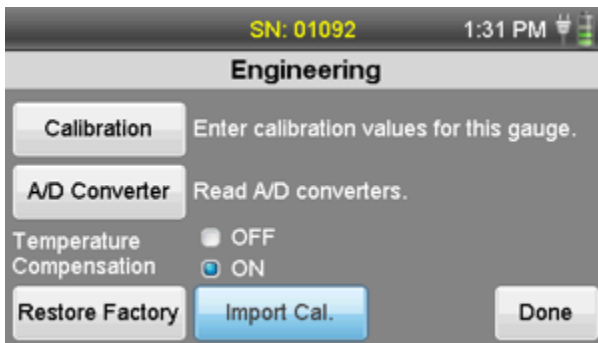 SN: 01092 1:31 PM
Engineering
Calibration Enter calibration values for this gauge.
A/D Converter Read A/D converters.
Temperature OFF
Compensation ON
Restore Factory Import Cal. Done